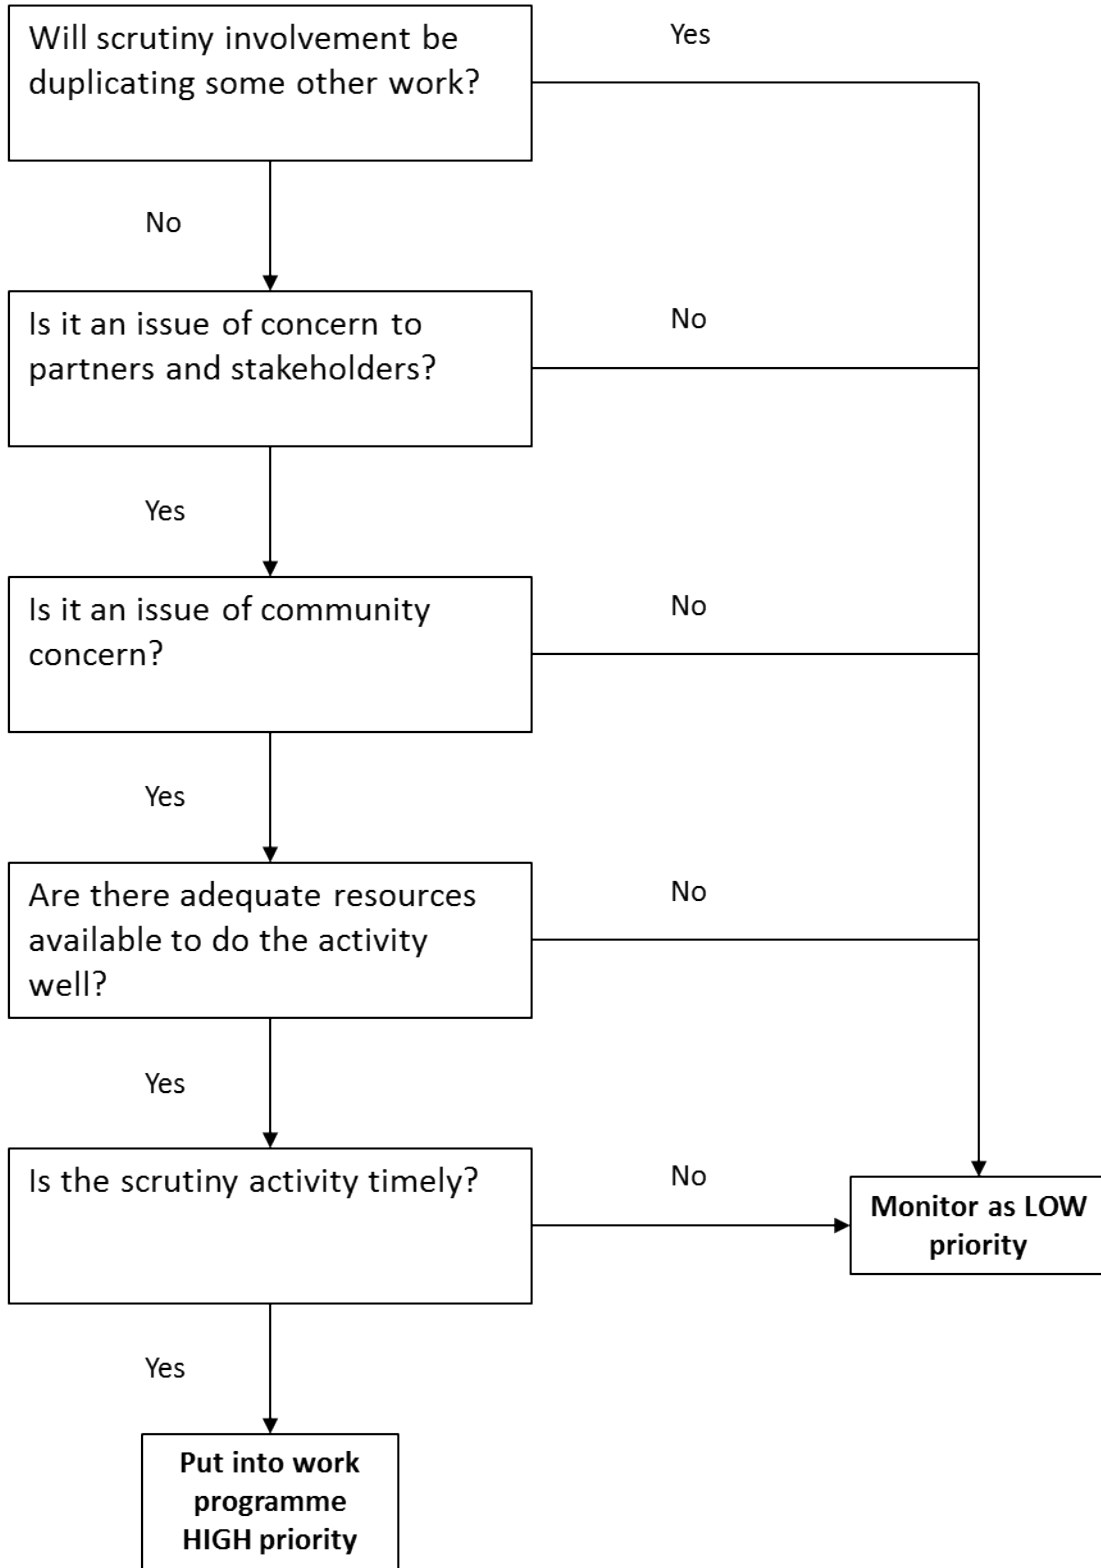 Will scrutiny involvement be
duplicating some other work?
Yes
No
Is it an issue of concern to
partners and stakeholders?
No
Yes
Is it an issue of community
concern?
No
Yes
Are there adequate resources
available to do the activity
well?
No
Yes
Is the scrutiny activity timely?
No
Monitor as LOW
priority
Yes
Put into work
programme
HIGH priority